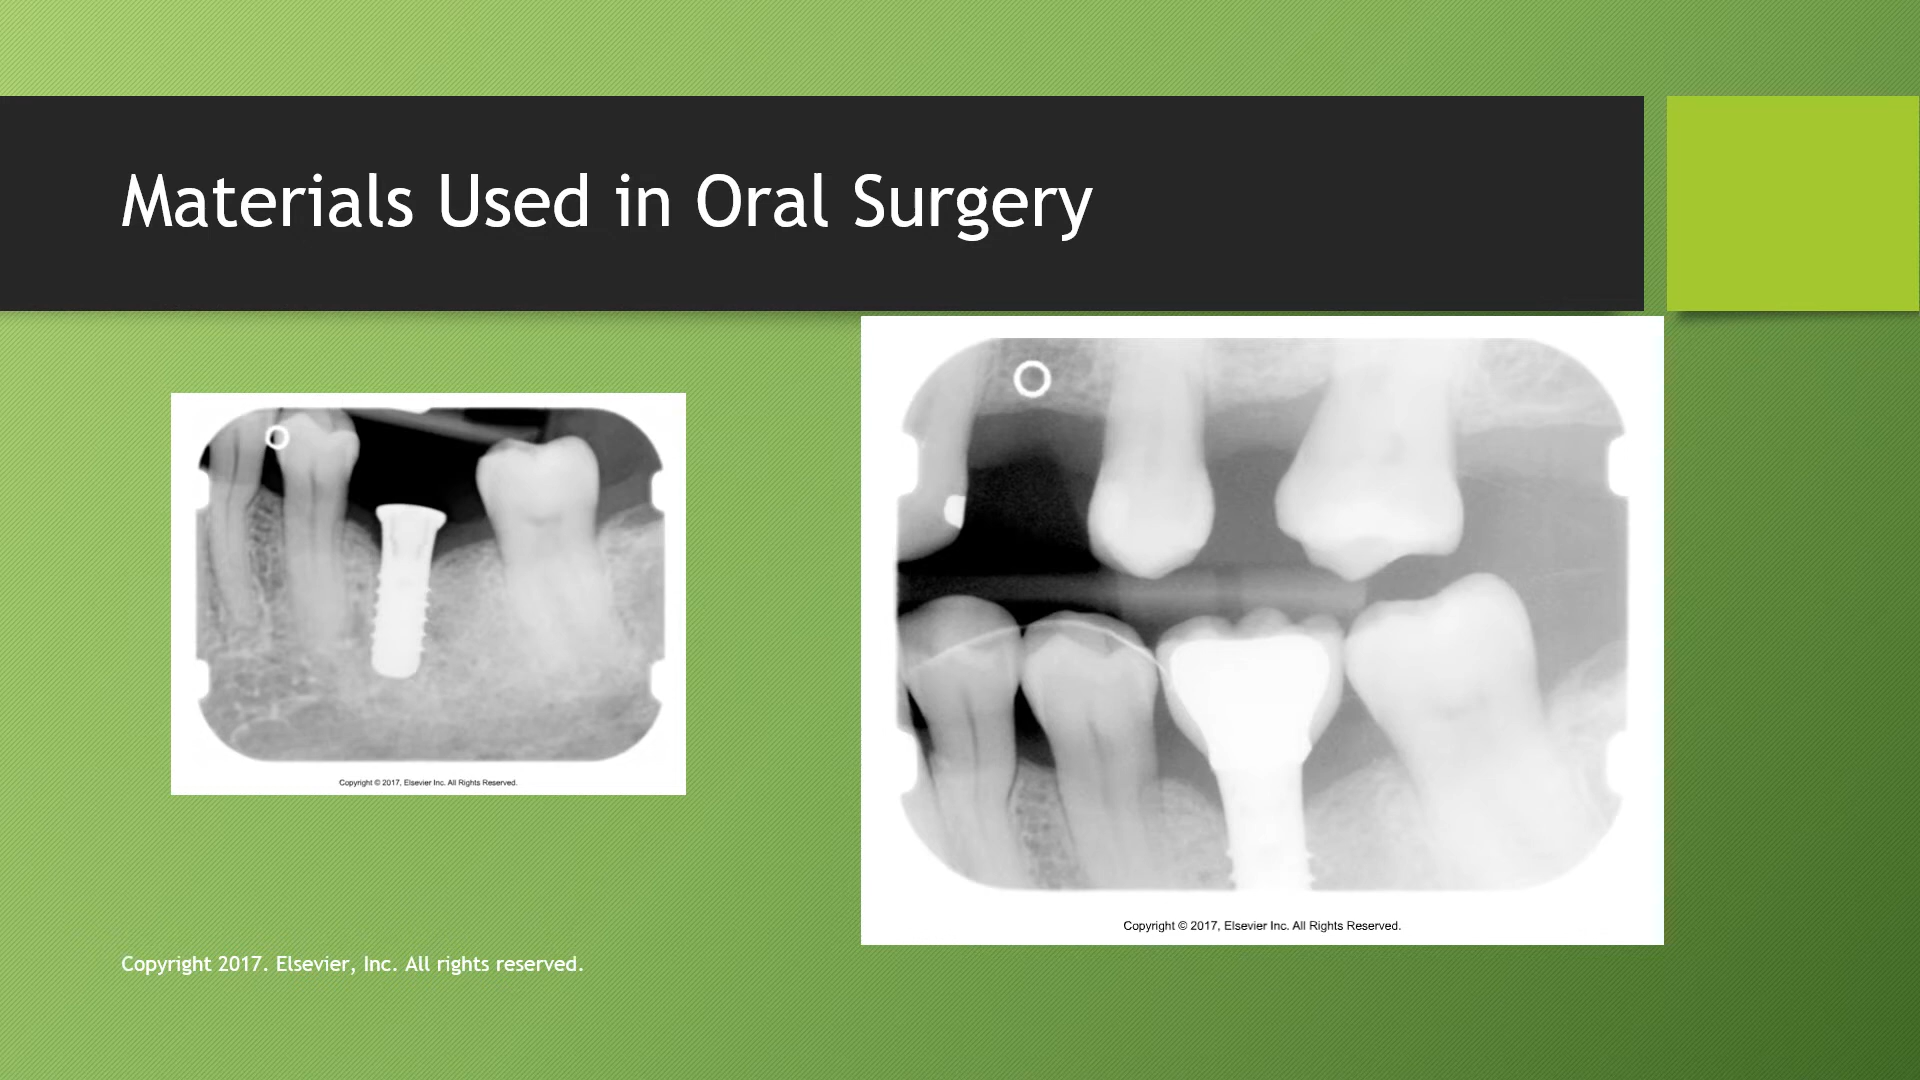 Materials Used in Oral Surgery
Copyright © 2017, Elsevier Inc. All Rights Reserved.
Copyright © 2017, Elsevier Inc. All Rights Reserved.
Copyright 2017. Elsevier, Inc. All rights reserved.